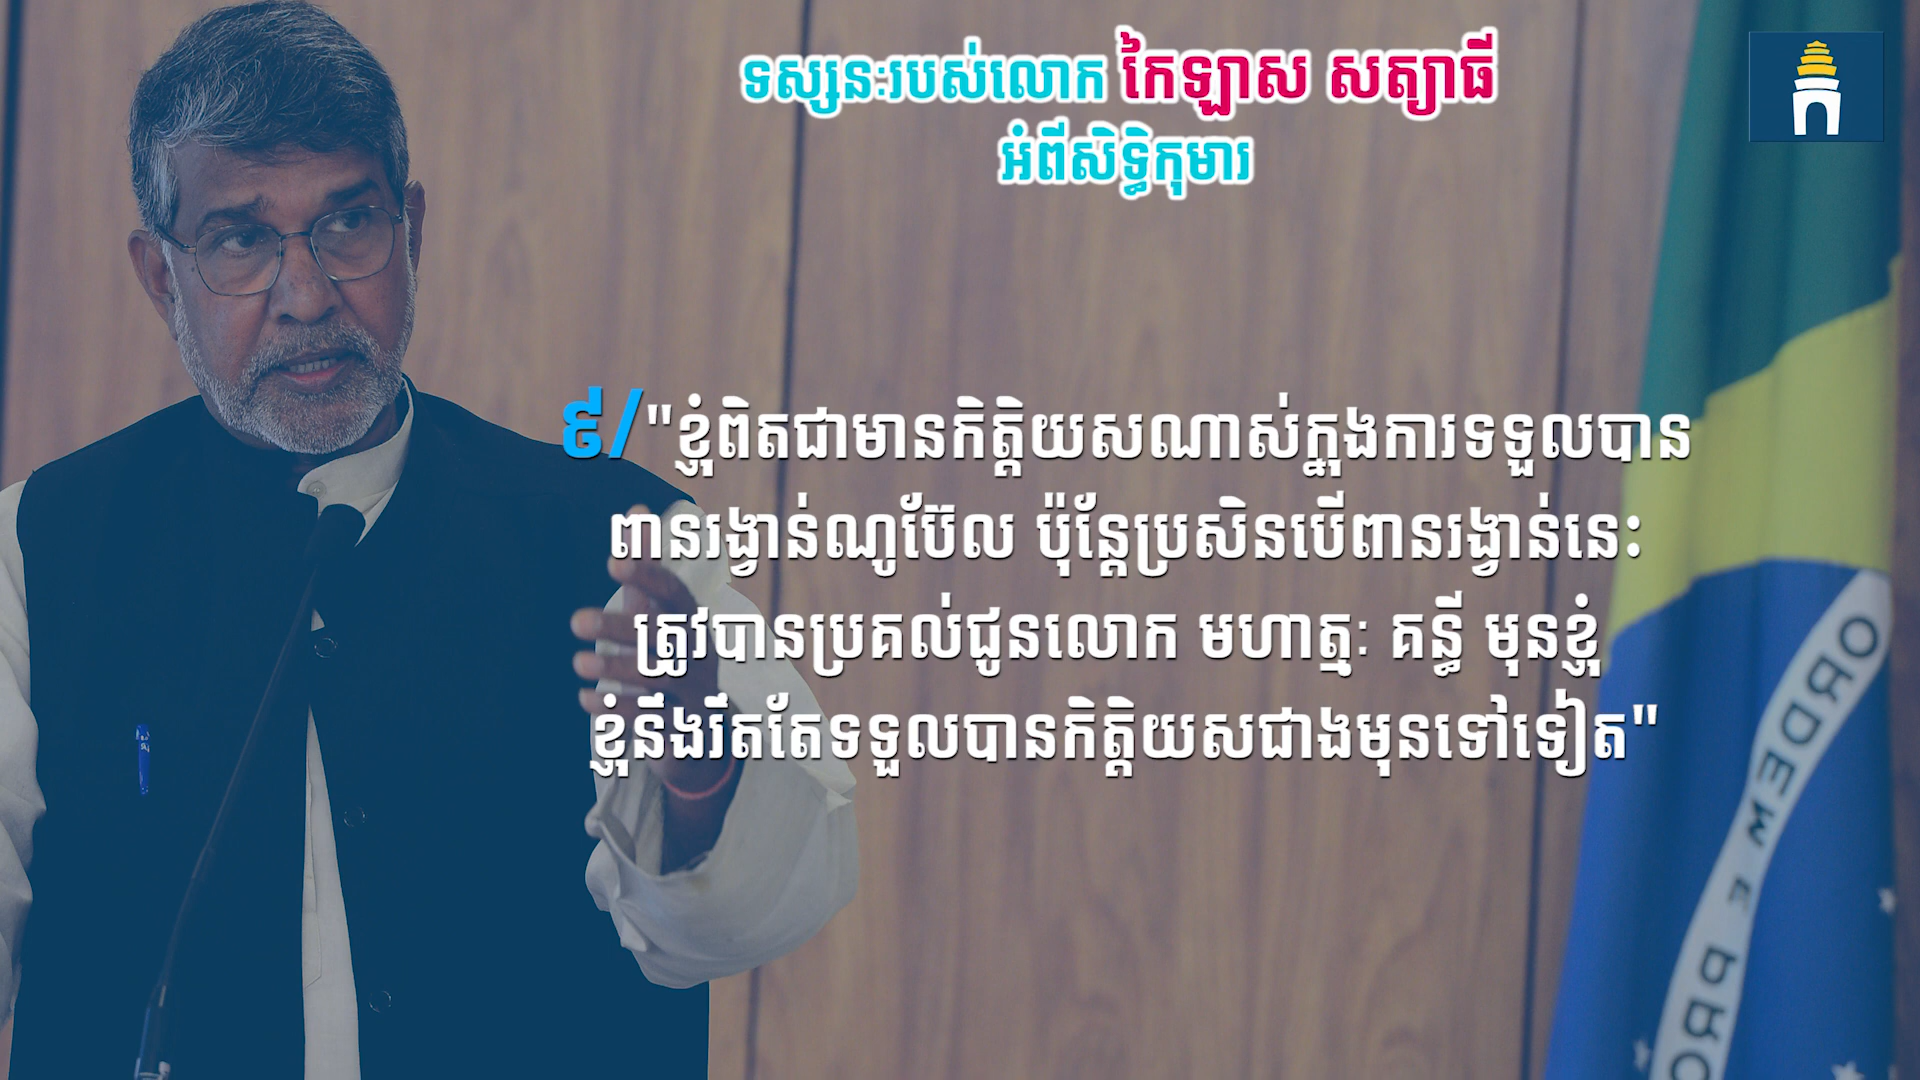 ទស្សនៈរបស់លោក កៃឡាស សត្យាធី
អំពីសិទ្ធិកុមារ
៩/"ខ្ញុំពិតជាមានកិត្តិយសណាស់ក្នុងការទទួលបាន
ពានរង្វាន់ណូប៊ែល ប៉ុន្តែប្រសិនបើពានរង្វាន់នេះ
ត្រូវបានប្រគល់ជូនលោក មហាត្មៈ គន្ធី មុនខ្ញុំ
ខ្ញុំនឹងរឹតតែទទួលបានកិត្តិយសជាងមុនទៅទៀត"
ORDEM E PRO